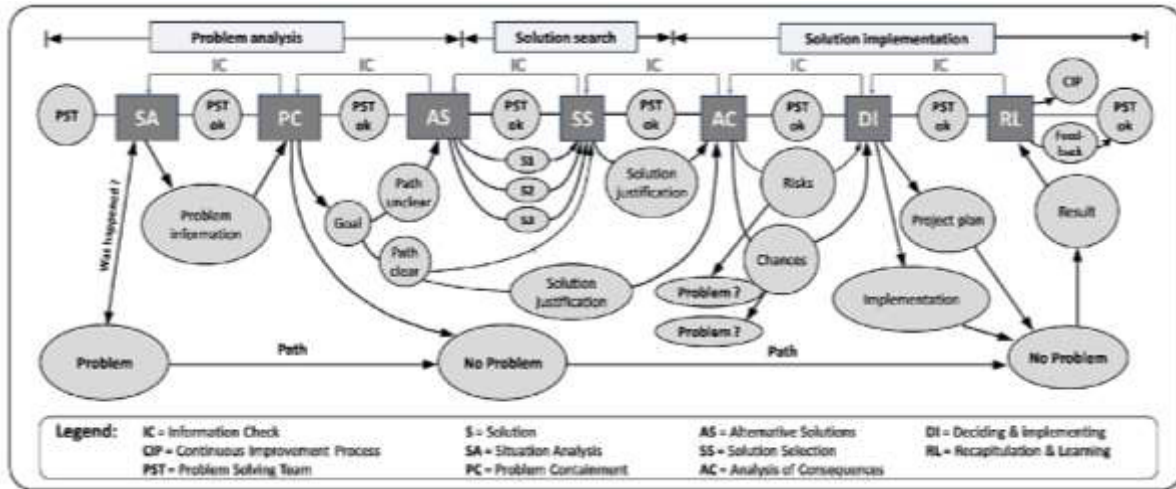 Problem analysis Solution search Solution implementation
IC IC IC IC IC IC
PST SA PST ok PC PST ok AS PST ok SS PST ok AC PST ok DI PST ok RL CIP PST ok
Feed-
back
S1
S2
S3
Was happened ?
Problem
information
Goal
Path
unclear
Path
clear
Solution
justification
Solution
justification
Risks
Chances
Problem ?
Problem ?
Project plan
Implementation
Result
Problem
Path
No Problem
Path
No Problem
Legend: IC = Information Check S = Solution AS = Alternative Solutions DI = Deciding & implementing
CIP = Continuous Improvement Process SA = Situation Analysis SS = Solution Selection RL = Recapitulation & Learning
PST = Problem Solving Team PC = Problem Containment AC = Analysis of Consequences